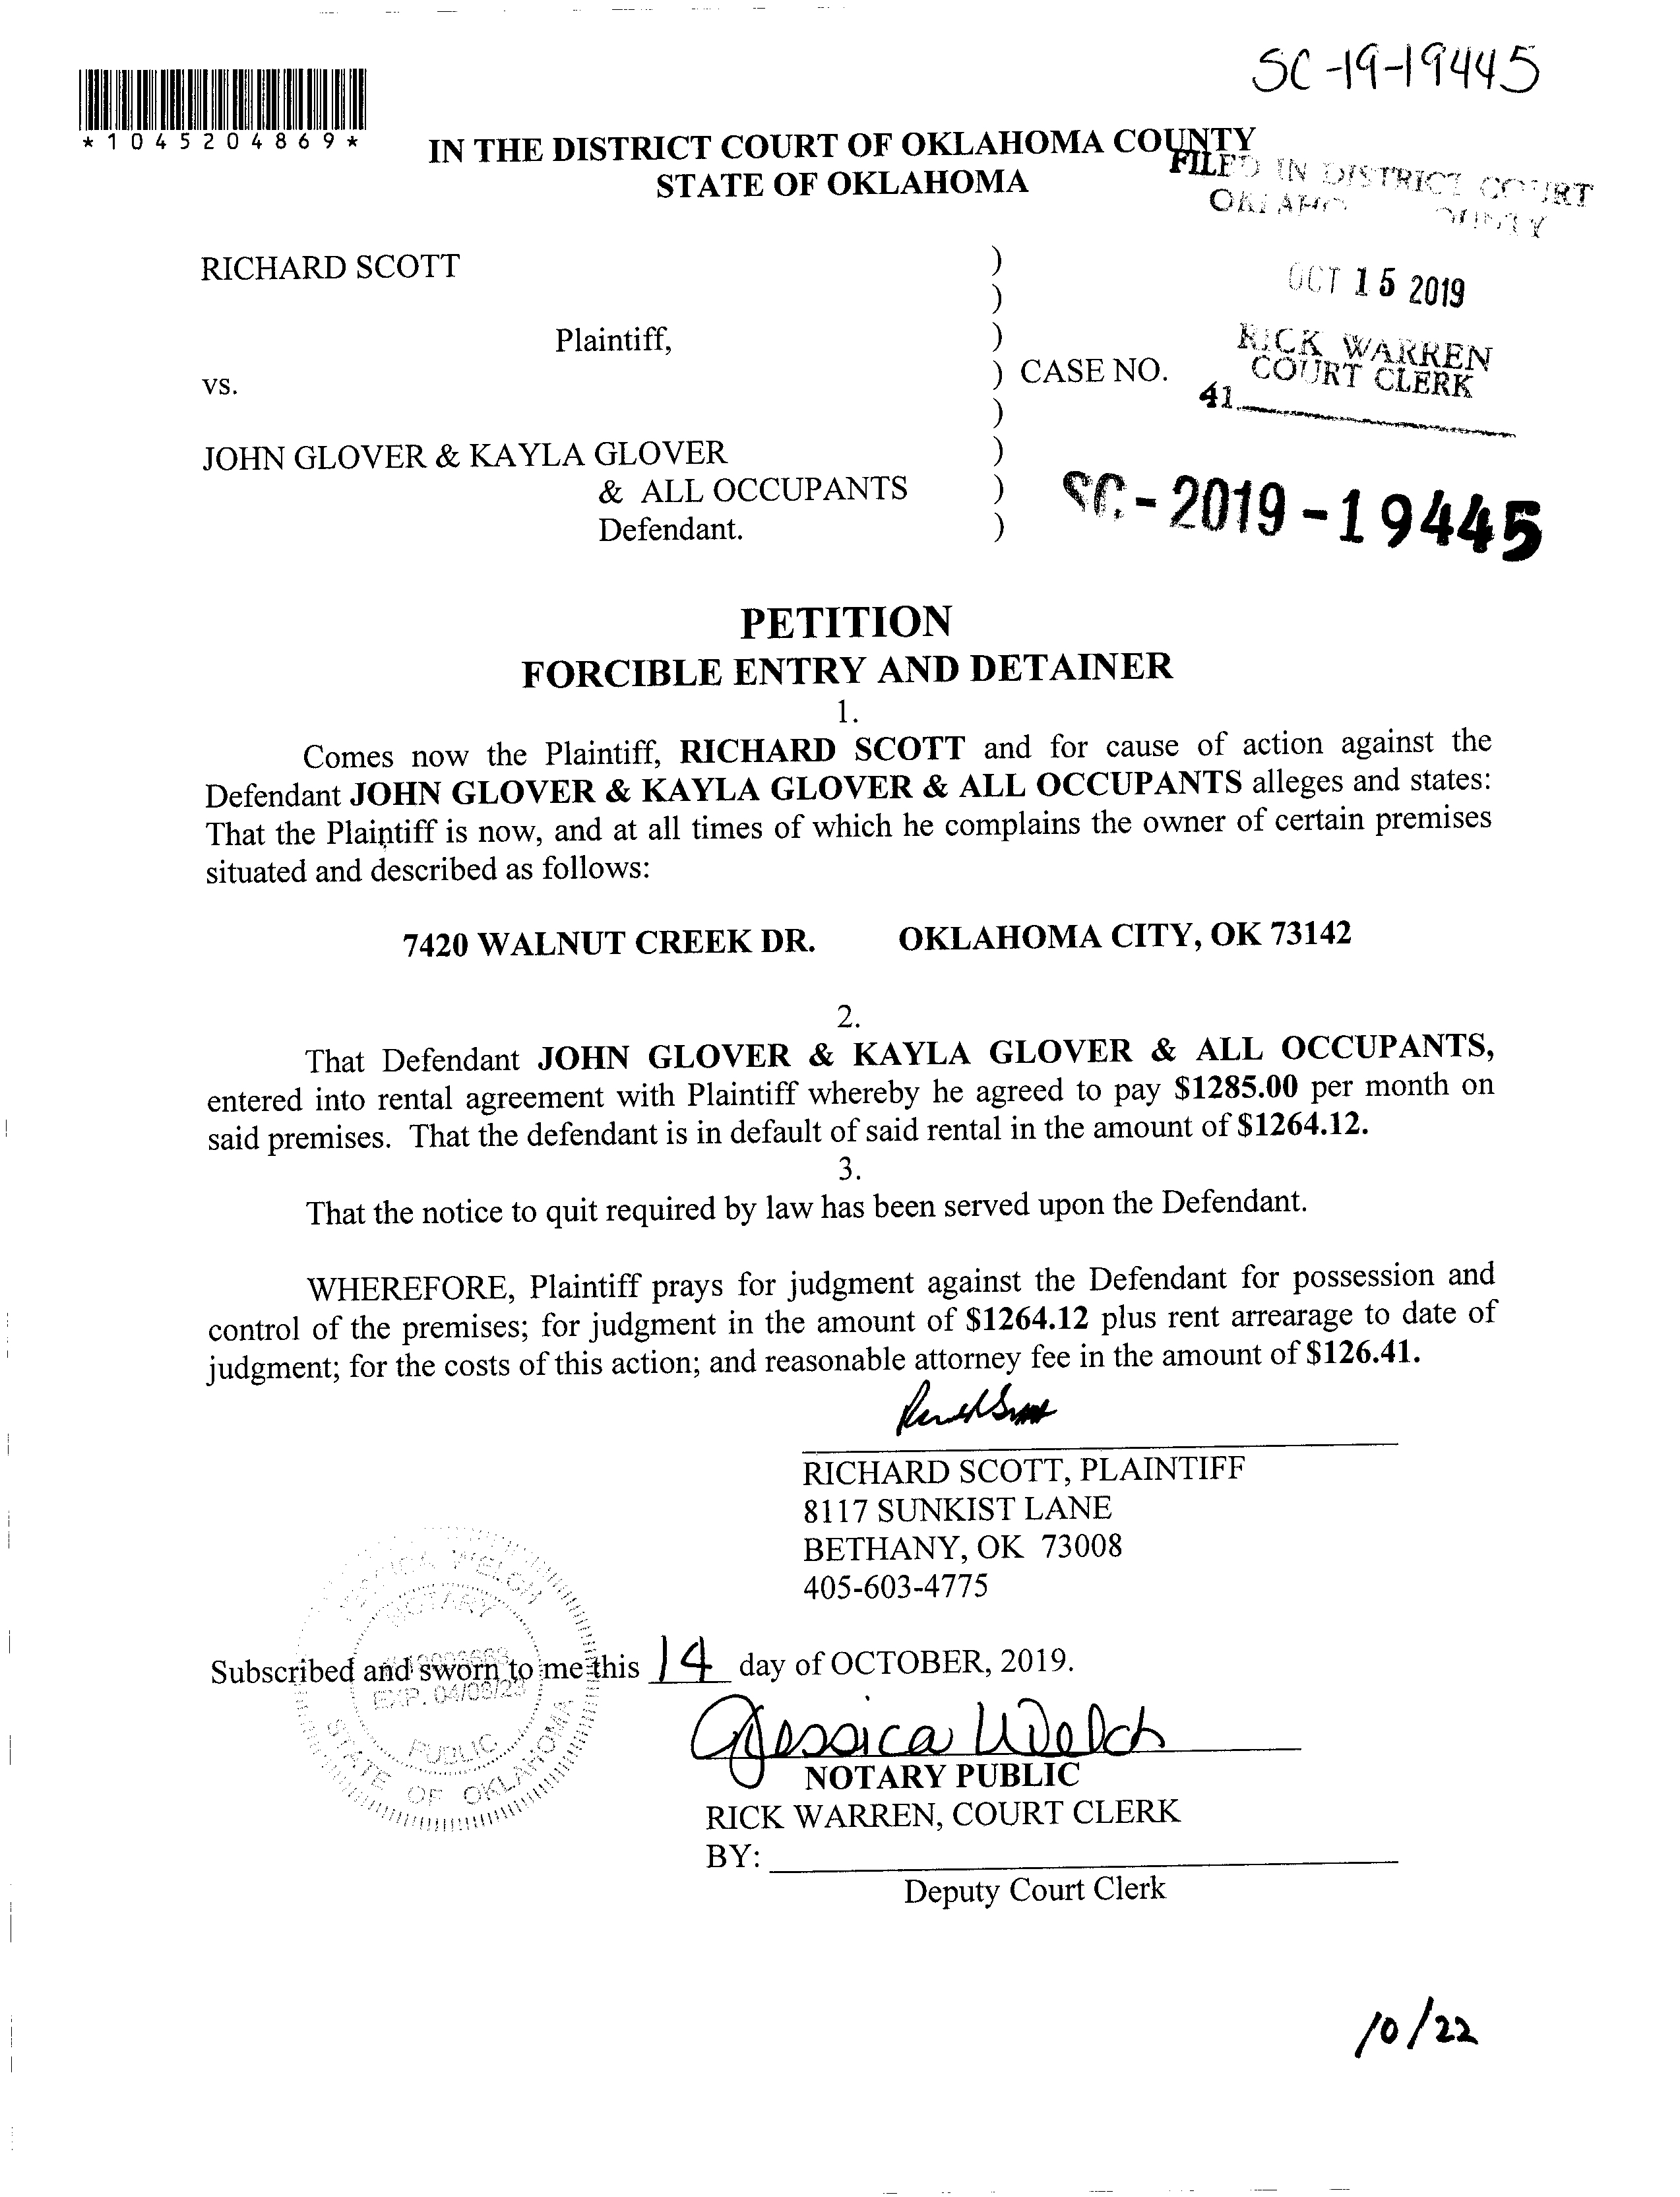 SC-19-19445
*1045204869*
IN THE DISTRICT COURT OF OKLAHOMA COUNTY
STATE OF OKLAHOMA
FILED IN DISTRICT COURT
OKLAHO OUNTY
OCT 15 2019
RICHARD SCOTT )
)
Plaintiff, )
RICK WARREN
COURT CLERK
vs. ) CASE NO.
41
)
JOHN GLOVER & KAYLA GLOVER )
& ALL OCCUPANTS )
Defendant. )
SC-2019-19445
PETITION
FORCIBLE ENTRY AND DETAINER
1.
Comes now the Plaintiff, RICHARD SCOTT and for cause of action against the
Defendant JOHN GLOVER & KAYLA GLOVER & ALL OCCUPANTS alleges and states:
That the Plaintiff is now, and at all times of which he complains the owner of certain premises
situated and described as follows:
7420 WALNUT CREEK DR. OKLAHOMA CITY, OK 73142
2.
That Defendant JOHN GLOVER & KAYLA GLOVER & ALL OCCUPANTS,
entered into rental agreement with Plaintiff whereby he agreed to pay $1285.00 per month on
said premises. That the defendant is in default of said rental in the amount of $1264.12.
3.
That the notice to quit required by law has been served upon the Defendant.
WHEREFORE, Plaintiff prays for judgment against the Defendant for possession and
control of the premises; for judgment in the amount of $1264.12 plus rent arrearage to date of
judgment; for the costs of this action; and reasonable attorney fee in the amount of $126.41.
RICHARD SCOTT, PLAINTIFF
8117 SUNKIST LANE
BETHANY, OK 73008
405-603-4775
WELCH
NOTARY
Subscribed and sworn to me this 14 day of OCTOBER, 2019.
PUBLIC
STATE OF OKLAHOMA
Jessica Welch
NOTARY PUBLIC
RICK WARREN, COURT CLERK
BY:
Deputy Court Clerk
10/22